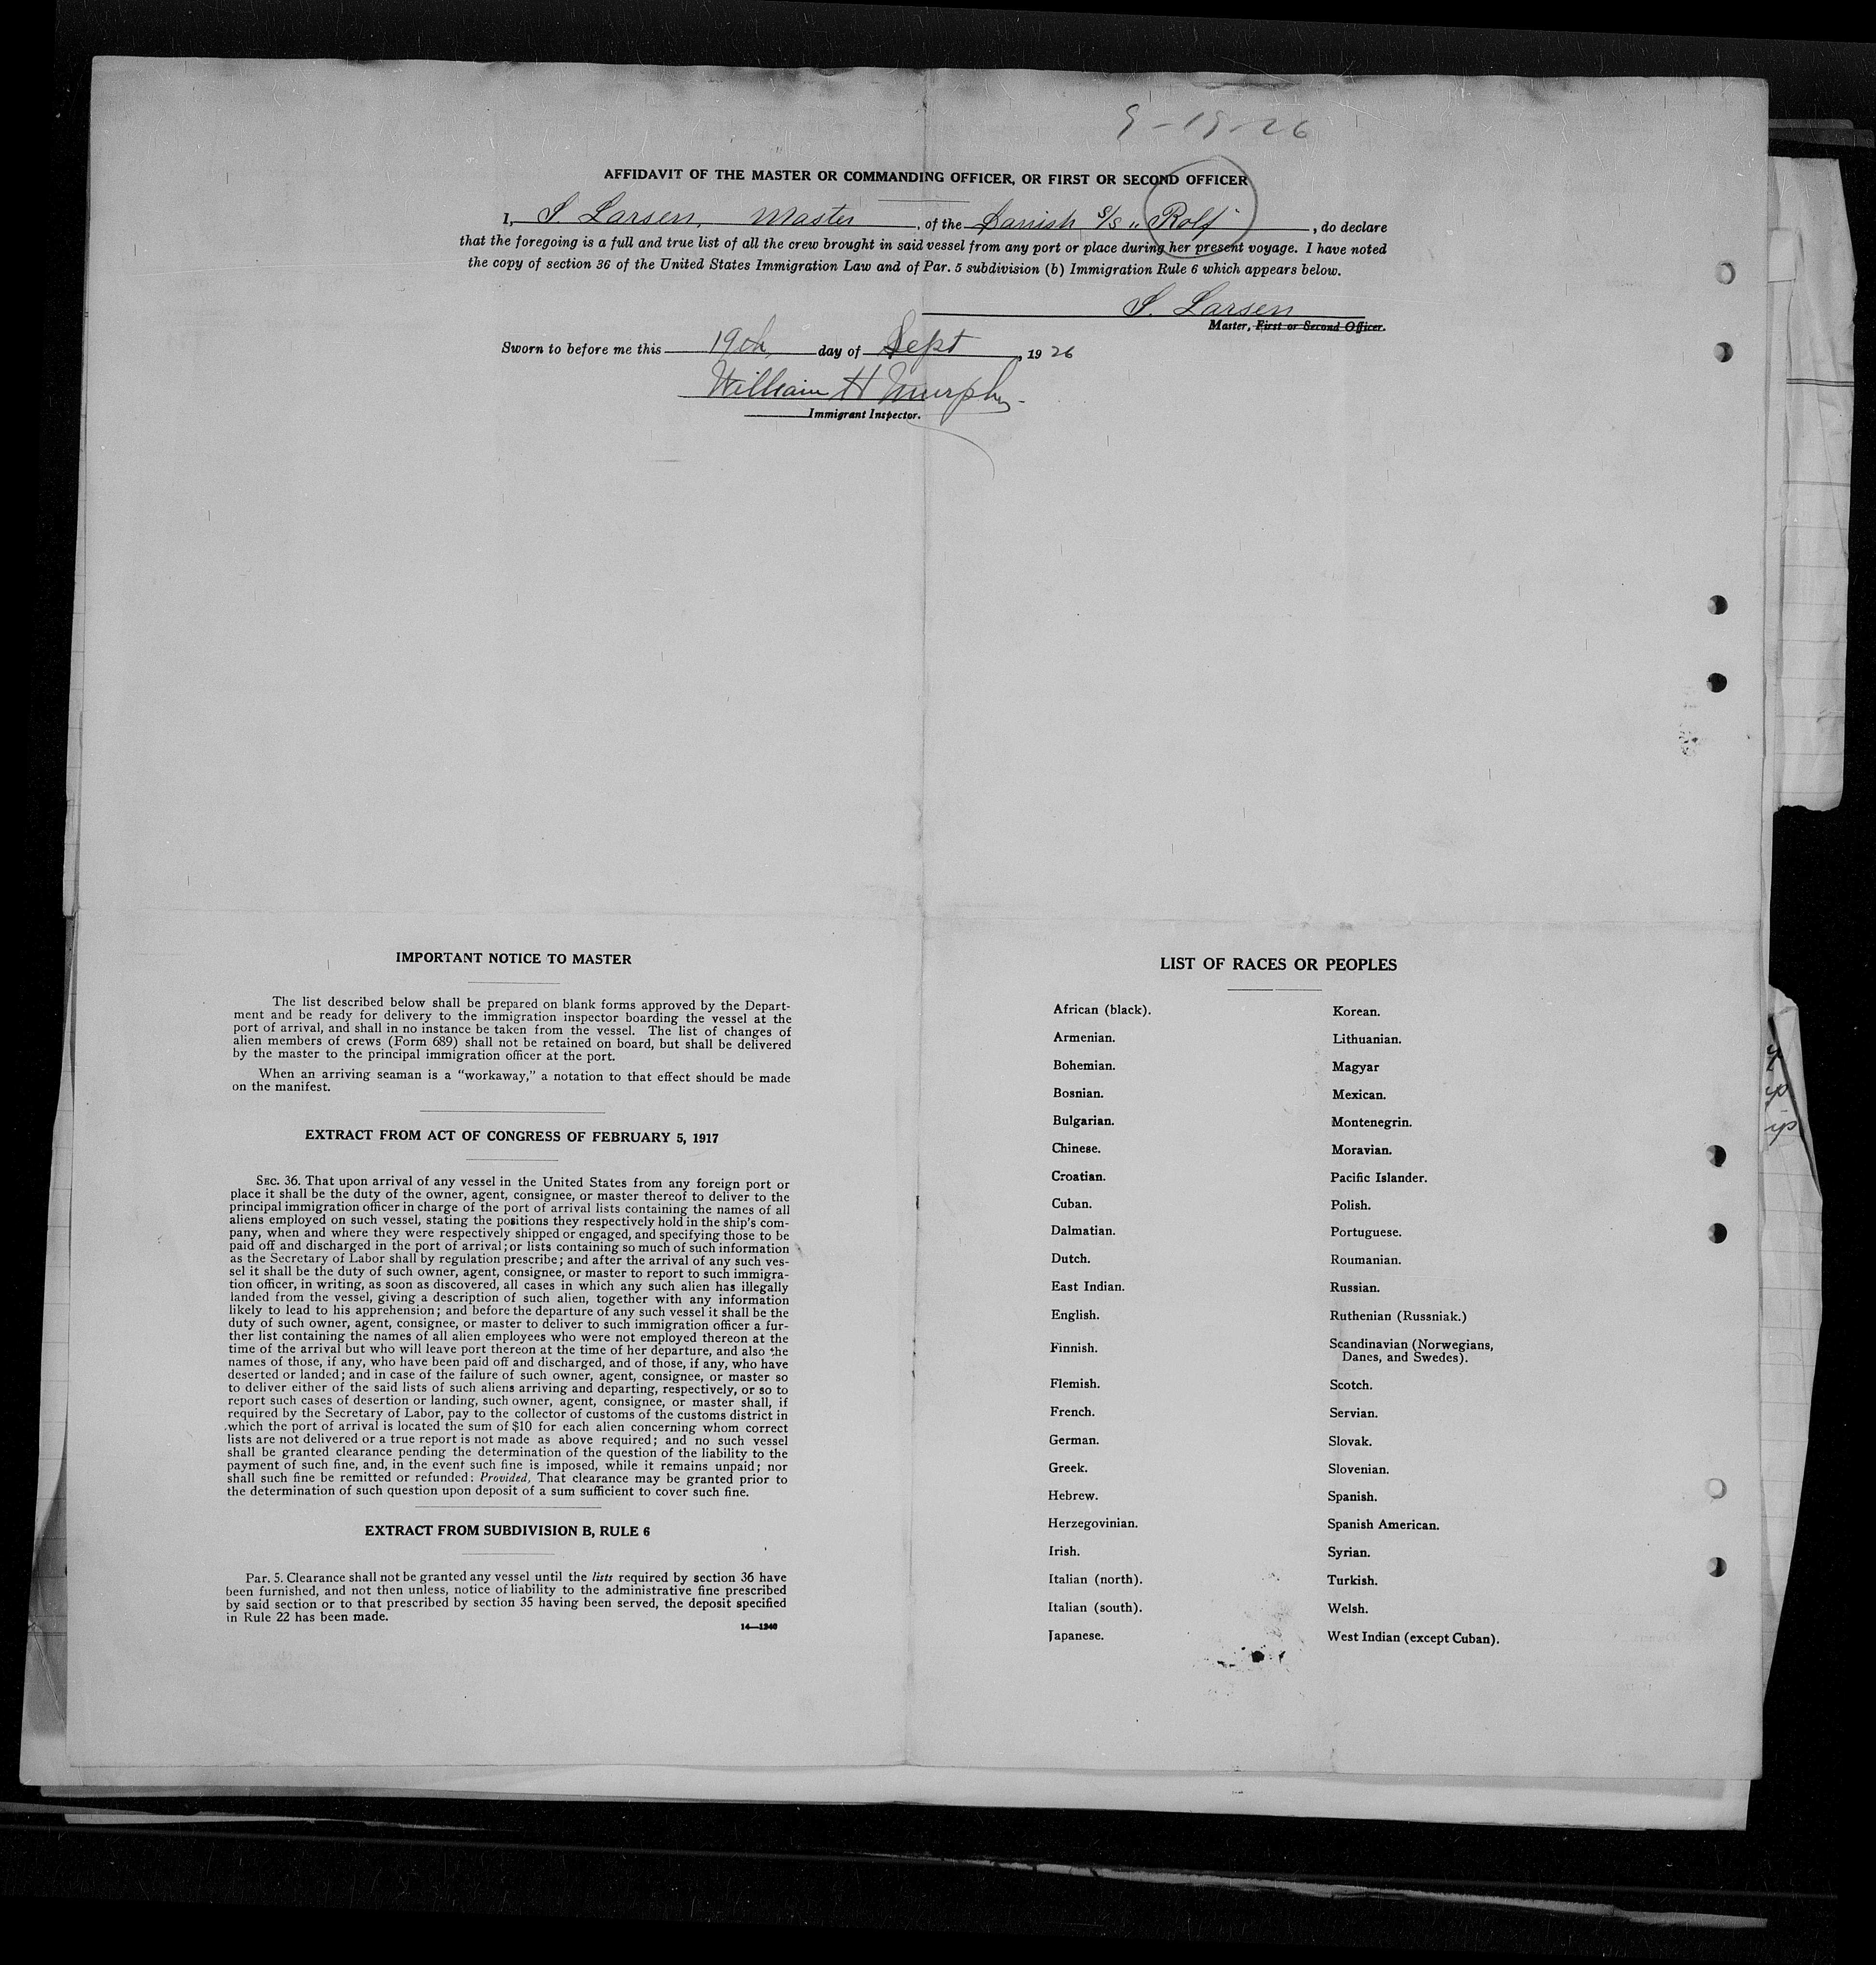 9-19-26
AFFIDAVIT OF THE MASTER OR COMMANDING OFFICER, OR FIRST OR SECOND OFFICER
I, S Larsen, Master, of the Danish S/S "Rolf", do declare
that the foregoing is a full and true list of all the crew brought in said vessel from any port or place during her present voyage. I have noted
the copy of section 36 of the United States Immigration Law and of Par. 5 subdivision (b) Immigration Rule 6 which appears below.
S. Larsen
Master, First or Second Officer.
Sworn to before me this 19th, day of Sept, 1926
William H Murphy
Immigrant Inspector.
IMPORTANT NOTICE TO MASTER
The list described below shall be prepared on blank forms approved by the Depart-
ment and be ready for delivery to the immigration inspector boarding the vessel at the
port of arrival, and shall in no instance be taken from the vessel. The list of changes of
alien members of crews (Form 689) shall not be retained on board, but shall be delivered
by the master to the principal immigration officer at the port.
When an arriving seaman is a "workaway," a notation to that effect should be made
on the manifest.
EXTRACT FROM ACT OF CONGRESS OF FEBRUARY 5, 1917
SEC. 36. That upon arrival of any vessel in the United States from any foreign port or
place it shall be the duty of the owner, agent, consignee, or master thereof to deliver to the
principal immigration officer in charge of the port of arrival lists containing the names of all
aliens employed on such vessel, stating the positions they respectively hold in the ship's com-
pany, when and where they were respectively shipped or engaged, and specifying those to be
paid off and discharged in the port of arrival; or lists containing so much of such information
as the Secretary of Labor shall by regulation prescribe; and after the arrival of any such ves-
sel it shall be the duty of such owner, agent, consignee, or master to report to such immigra-
tion officer, in writing, as soon as discovered, all cases in which any such alien has illegally
landed from the vessel, giving a description of such alien, together with any information
likely to lead to his apprehension; and before the departure of any such vessel it shall be the
duty of such owner, agent, consignee, or master to deliver to such immigration officer a fur-
ther list containing the names of all alien employees who were not employed thereon at the
time of the arrival but who will leave port thereon at the time of her departure, and also the
names of those, if any, who have been paid off and discharged, and of those, if any, who have
deserted or landed; and in case of the failure of such owner, agent, consignee, or master so
to deliver either of the said lists of such aliens arriving and departing, respectively, or so to
report such cases of desertion or landing, such owner, agent, consignee, or master shall, if
required by the Secretary of Labor, pay to the collector of customs of the customs district in
which the port of arrival is located the sum of $10 for each alien concerning whom correct
lists are not delivered or a true report is not made as above required; and no such vessel
shall be granted clearance pending the determination of the question of the liability to the
payment of such fine, and, in the event such fine is imposed, while it remains unpaid; nor
shall such fine be remitted or refunded: Provided, That clearance may be granted prior to
the determination of such question upon deposit of a sum sufficient to cover such fine.
EXTRACT FROM SUBDIVISION B, RULE 6
Par. 5. Clearance shall not be granted any vessel until the lists required by section 36 have
been furnished, and not then unless, notice of liability to the administrative fine prescribed
by said section or to that prescribed by section 35 having been served, the deposit specified
in Rule 22 has been made.
14—1240
LIST OF RACES OR PEOPLES
African (black).
Armenian.
Bohemian.
Bosnian.
Bulgarian.
Chinese.
Croatian.
Cuban.
Dalmatian.
Dutch.
East Indian.
English.
Finnish.
Flemish.
French.
German.
Greek.
Hebrew.
Herzegovinian.
Irish.
Italian (north).
Italian (south).
Japanese.
Korean.
Lithuanian.
Magyar
Mexican.
Montenegrin.
Moravian.
Pacific Islander.
Polish.
Portuguese.
Roumanian.
Russian.
Ruthenian (Russniak.)
Scandinavian (Norwegians,
Danes, and Swedes).
Scotch.
Servian.
Slovak.
Slovenian.
Spanish.
Spanish American.
Syrian.
Turkish.
Welsh.
West Indian (except Cuban).